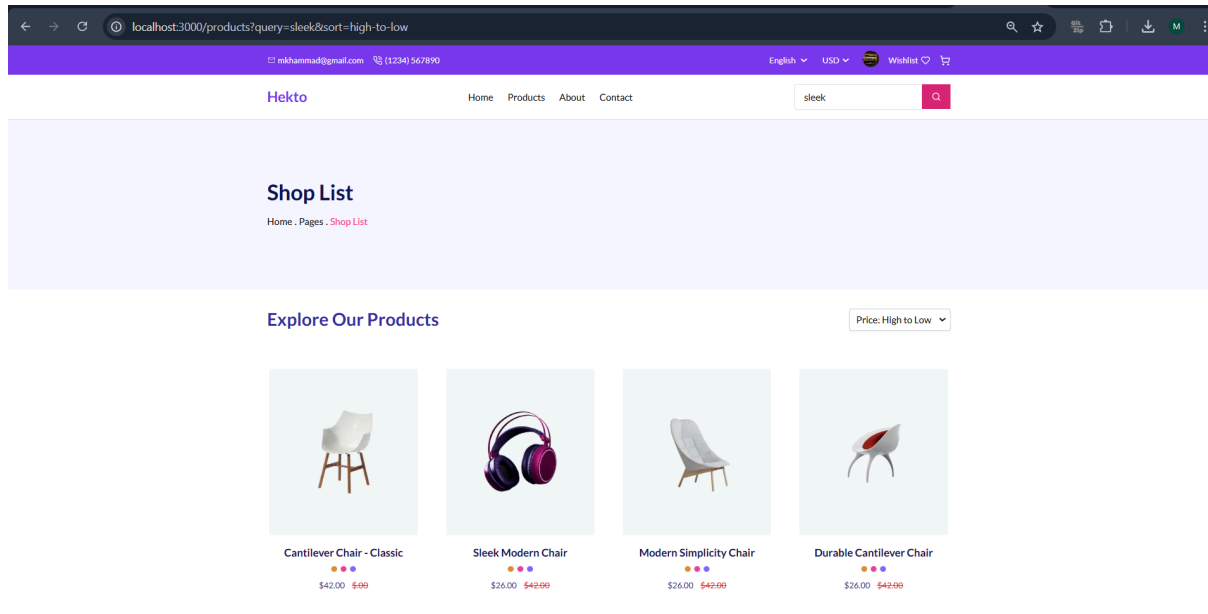 localhost:3000/products?query=sleek&sort=high-to-low
M
mkhammad@gmail.com (1234) 567890 English USD Wishlist
Hekto Home Products About Contact sleek
Shop List
Home . Pages . Shop List
Explore Our Products Price: High to Low
Cantilever Chair - Classic Sleek Modern Chair Modern Simplicity Chair Durable Cantilever Chair
$42.00 $.00 $26.00 $42.00 $26.00 $42.00 $26.00 $42.00